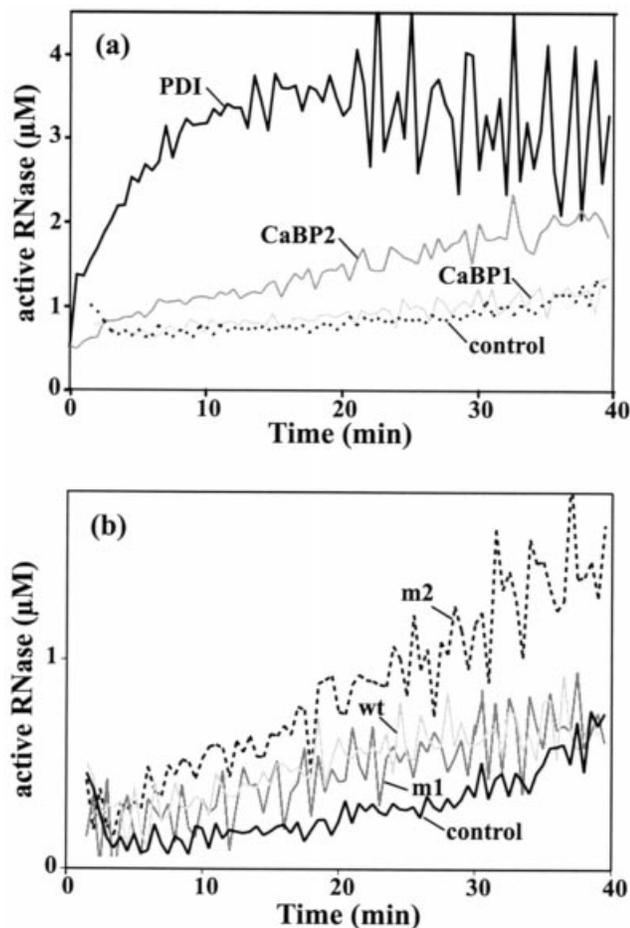 (a)
4
PDI
3
active RNase (µM)
2
CaBP2
CaBP1
1
control
0
0 10 20 30 40
Time (min)
(b)
m2
active RNase (µM)
1
wt
m1
control
0
0 10 20 30 40
Time (min)